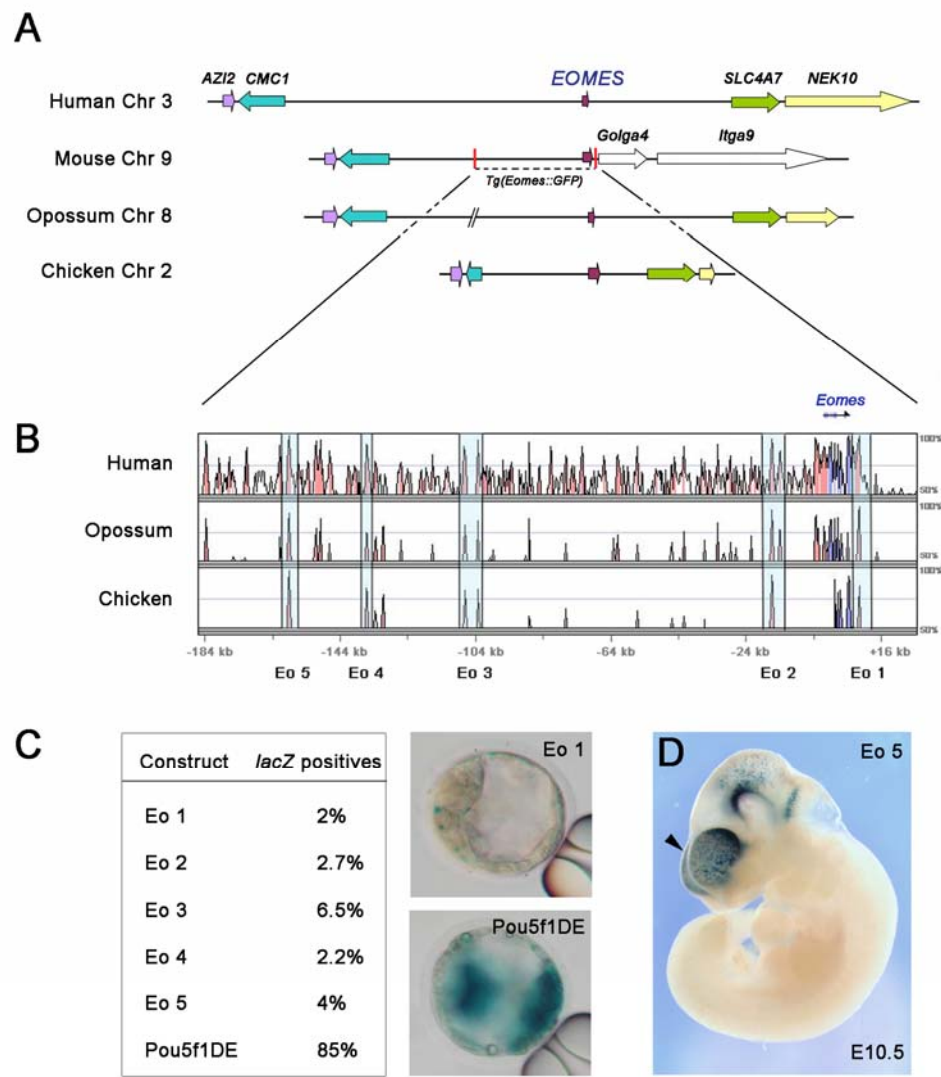 A
AZI2 CMC1 EOMES SLC4A7 NEK10
Human Chr 3
Golga4 Itga9
Mouse Chr 9
Tg(Eomes::GFP)
Opossum Chr 8
Chicken Chr 2
Eomes
B
100%
Human
50%
100%
Opossum
50%
100%
Chicken
50%
-184 kb -144 kb -104 kb -64 kb -24 kb +16 kb
Eo 5 Eo 4 Eo 3 Eo 2 Eo 1
C
Construct lacZ positives
Eo 1 2%
Eo 2 2.7%
Eo 3 6.5%
Eo 4 2.2%
Eo 5 4%
Pou5f1DE 85%
Eo 1
Pou5f1DE
D
Eo 5
E10.5